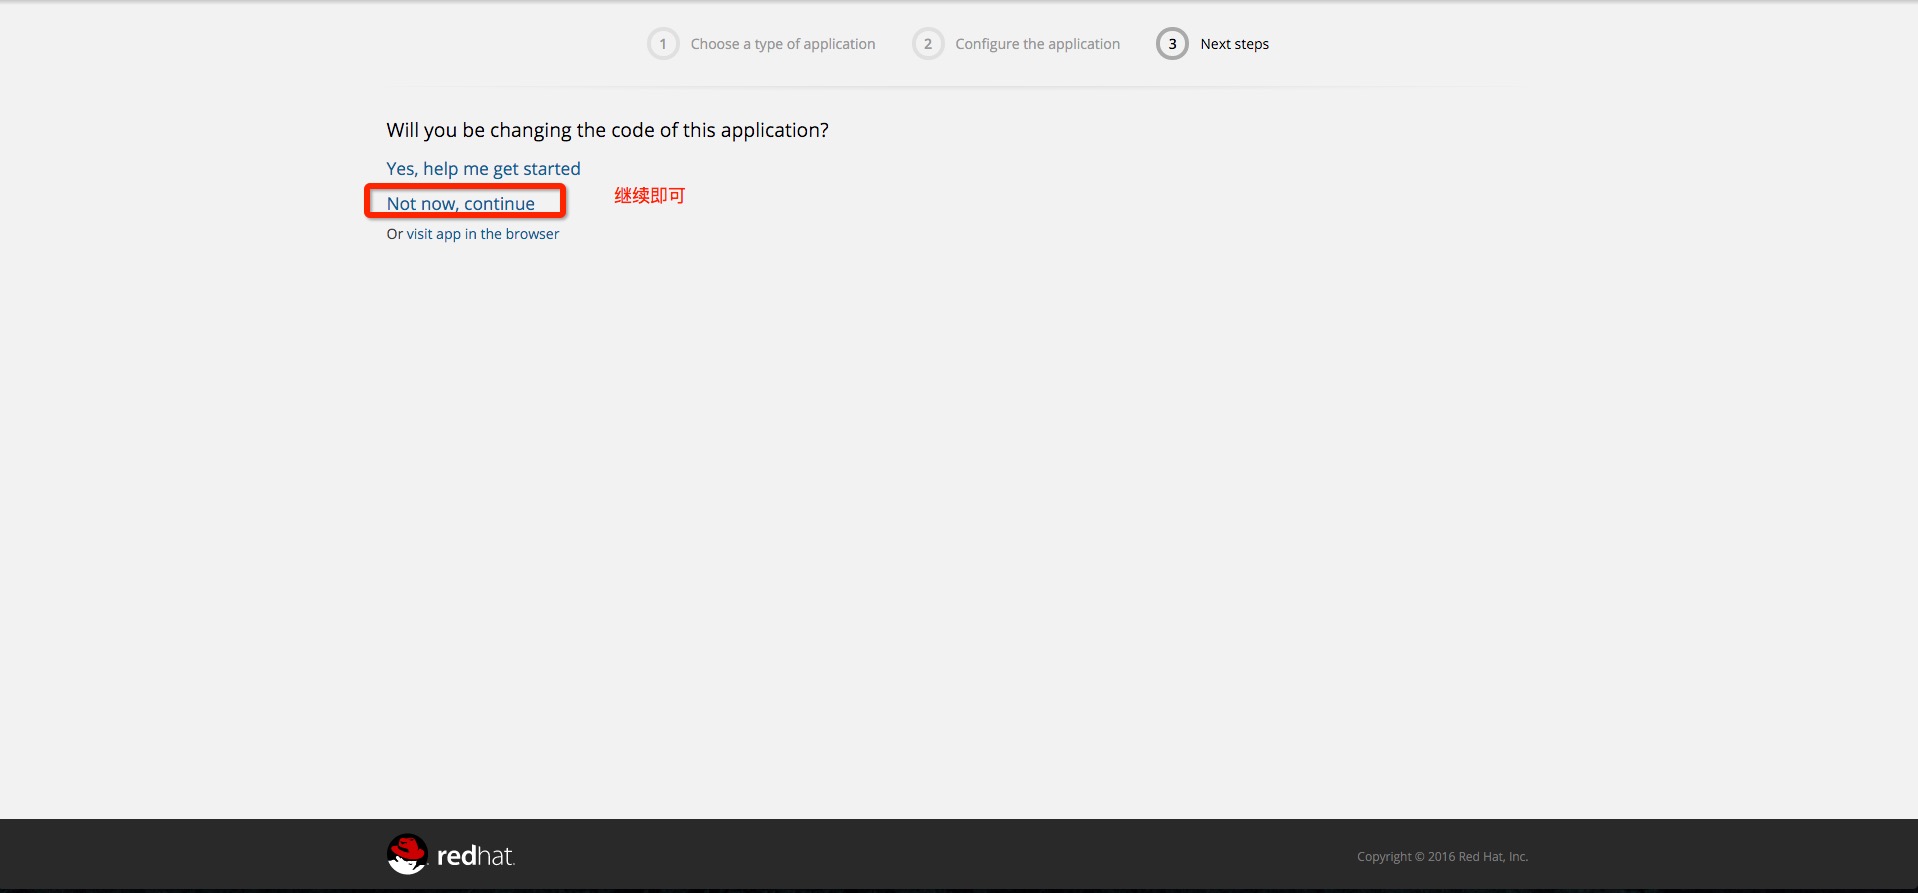 1 Choose a type of application 2 Configure the application 3 Next steps
Will you be changing the code of this application?
Yes, help me get started
Not now, continue
继续即可
Or visit app in the browser
redhat.
Copyright © 2016 Red Hat, Inc.